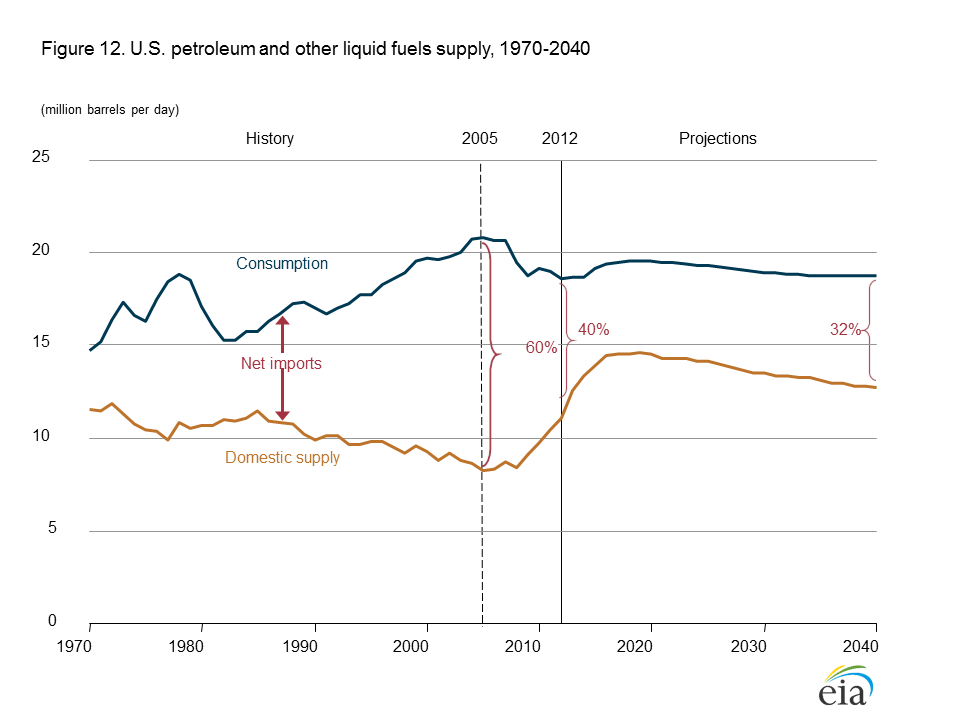 Figure 12. U.S. petroleum and other liquid fuels supply, 1970-2040
(million barrels per day)
History 2005 2012 Projections
25
20
Consumption
15
40%
32%
60%
Net imports
10
Domestic supply
5
0
1970 1980 1990 2000 2010 2020 2030 2040
eia